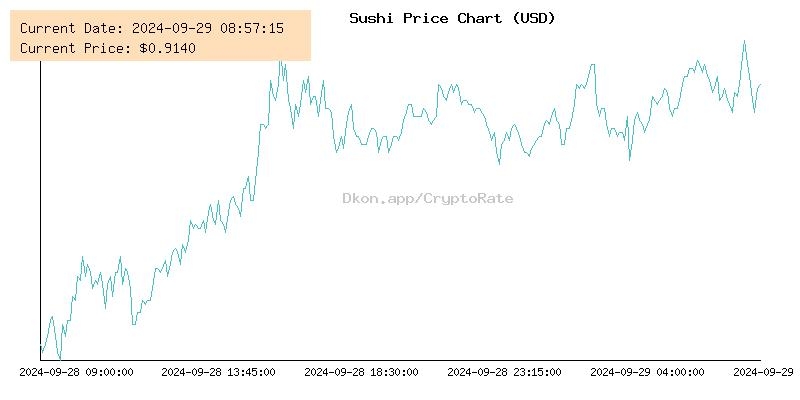 Sushi Price Chart (USD)
Current Date: 2024-09-29 08:57:15
Current Price: $0.9140
Dkon.app/CryptoRate
2024-09-28 09:00:00 2024-09-28 13:45:00 2024-09-28 18:30:00 2024-09-28 23:15:00 2024-09-29 04:00:00 2024-09-29